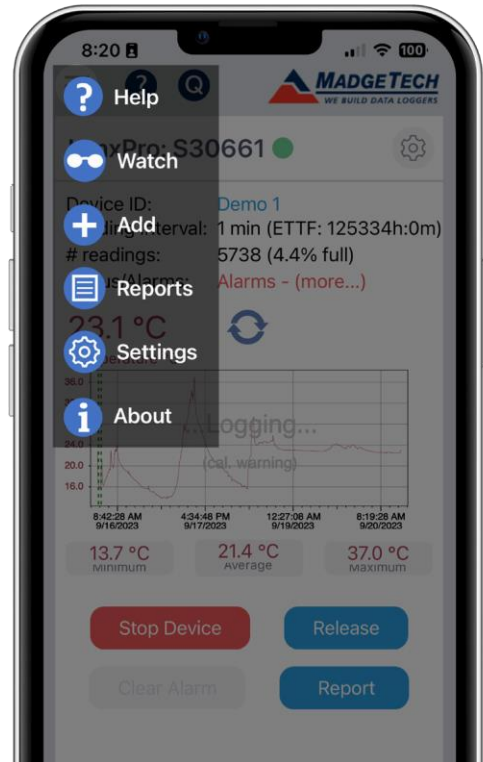 8:20
100
? Help
Q
MADGETECH
WE BUILD DATA LOGGERS
xPro: S30661
Watch
Device ID: Demo 1
Add
erval: 1 min (ETTF: 125334h:0m)
# readings: 5738 (4.4% full)
Alarms: Alarms - (more...)
Reports
23.1 °C
Settings
36.0
i About
Logging...
24.0
(cal. warning)
20.0
16.0
8:42:28 AM 4:34:48 PM 12:27:08 AM 8:19:28 AM
9/16/2023 9/17/2023 9/19/2023 9/20/2023
13.7 °C 21.4 °C 37.0 °C
Minimum Average Maximum
Stop Device Release
Clear Alarm Report